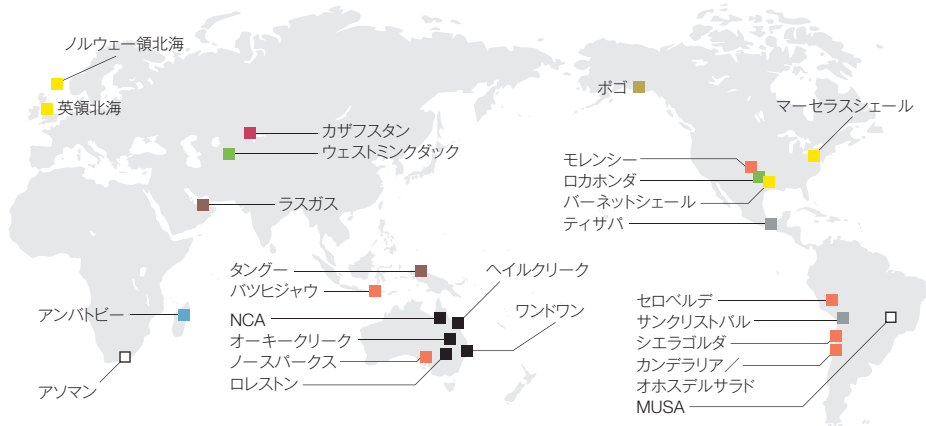 ノルウェー領北海
英領北海
カザフスタン
ウェストミンクダック
ラスガス
タングー
バツヒジャウ
ヘイルクリーク
NCA
ワンドワン
オーキークリーク
ノースパークス
ロレストン
アンバトビー
アソマン
ポゴ
マーセラスシェール
モレンシー
ロカホンダ
バーネットシェール
ティサパ
セロベルデ
サンクリストバル
シエラゴルダ
カンデラリア／
オホスデルサラド
MUSA